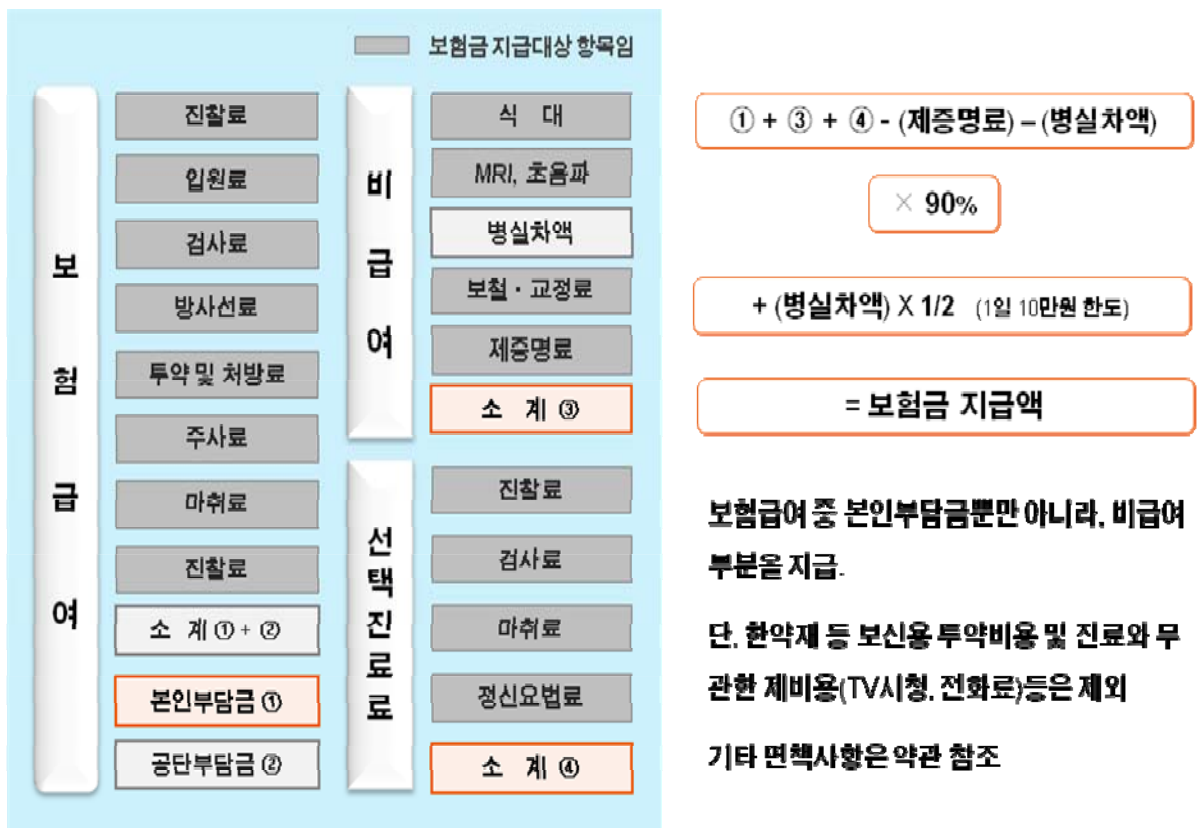 보험금 지급대상 항목임
보험급여
진찰료
입원료
검사료
방사선료
투약 및 처방료
주사료
마취료
진찰료
소 계 ① + ②
본인부담금 ①
공단부담금 ②
비급여
식 대
MRI, 초음파
병실차액
보철 · 교정료
제증명료
소 계 ③
선택진료료
진찰료
검사료
마취료
정신요법료
소 계 ④
① + ③ + ④ - (제증명료) – (병실차액)
× 90%
+ (병실차액) X 1/2 (1일 10만원 한도)
= 보험금 지급액
보험급여 중 본인부담금뿐만 아니라, 비급여
부분을 지급.
단, 한약재 등 보신용 투약비용 및 진료와 무
관한 제비용(TV시청, 전화료)등은 제외
기타 면책사항은 약관 참조